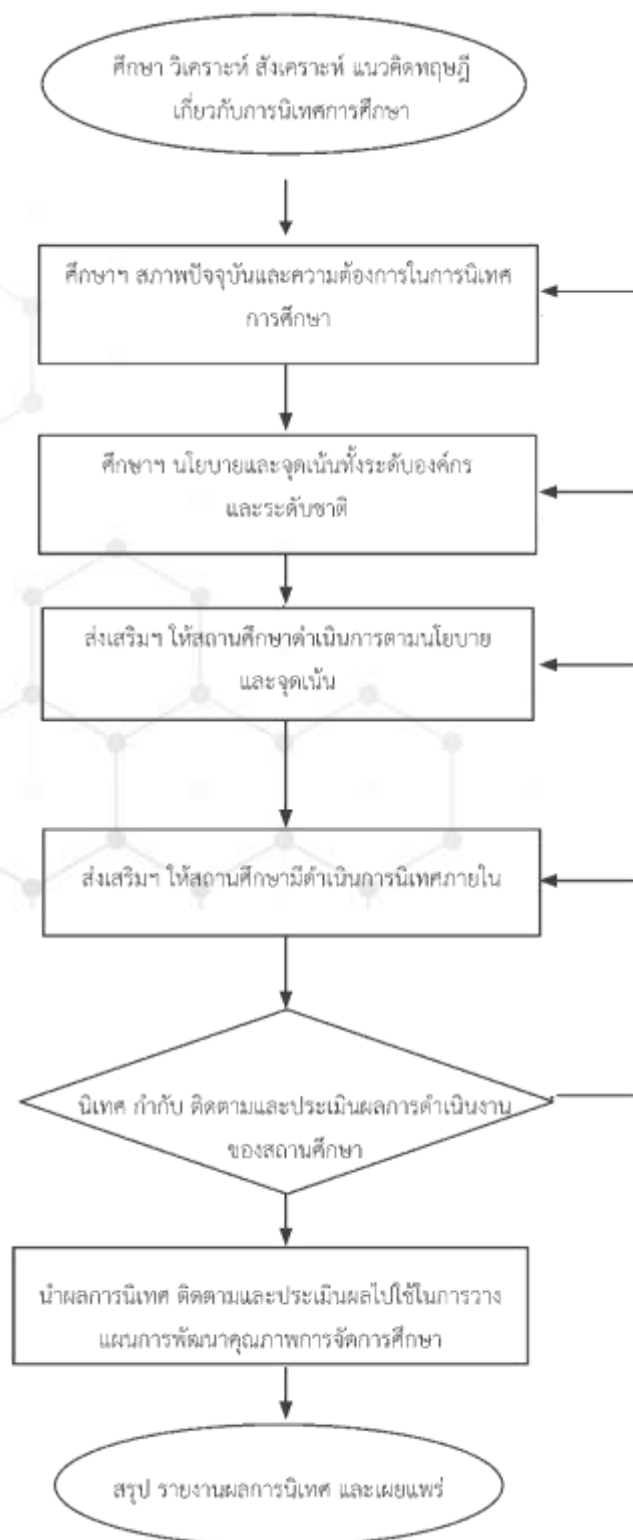 ศึกษา วิเคราะห์ สังเคราะห์ แนวคิดทฤษฎี
เกี่ยวกับการนิเทศการศึกษา
ศึกษาฯ สภาพปัจจุบันและความต้องการในการนิเทศ
การศึกษา
ศึกษาฯ นโยบายและจุดเน้นทั้งระดับองค์กร
และระดับชาติ
ส่งเสริมฯ ให้สถานศึกษาดำเนินการตามนโยบาย
และจุดเน้น
ส่งเสริมฯ ให้สถานศึกษามีดำเนินการนิเทศภายใน
นิเทศ กำกับ ติดตามและประเมินผลการดำเนินงาน
ของสถานศึกษา
นำผลการนิเทศ ติดตามและประเมินผลไปใช้ในการวาง
แผนการพัฒนาคุณภาพการจัดการศึกษา
สรุป รายงานผลการนิเทศ และเผยแพร่